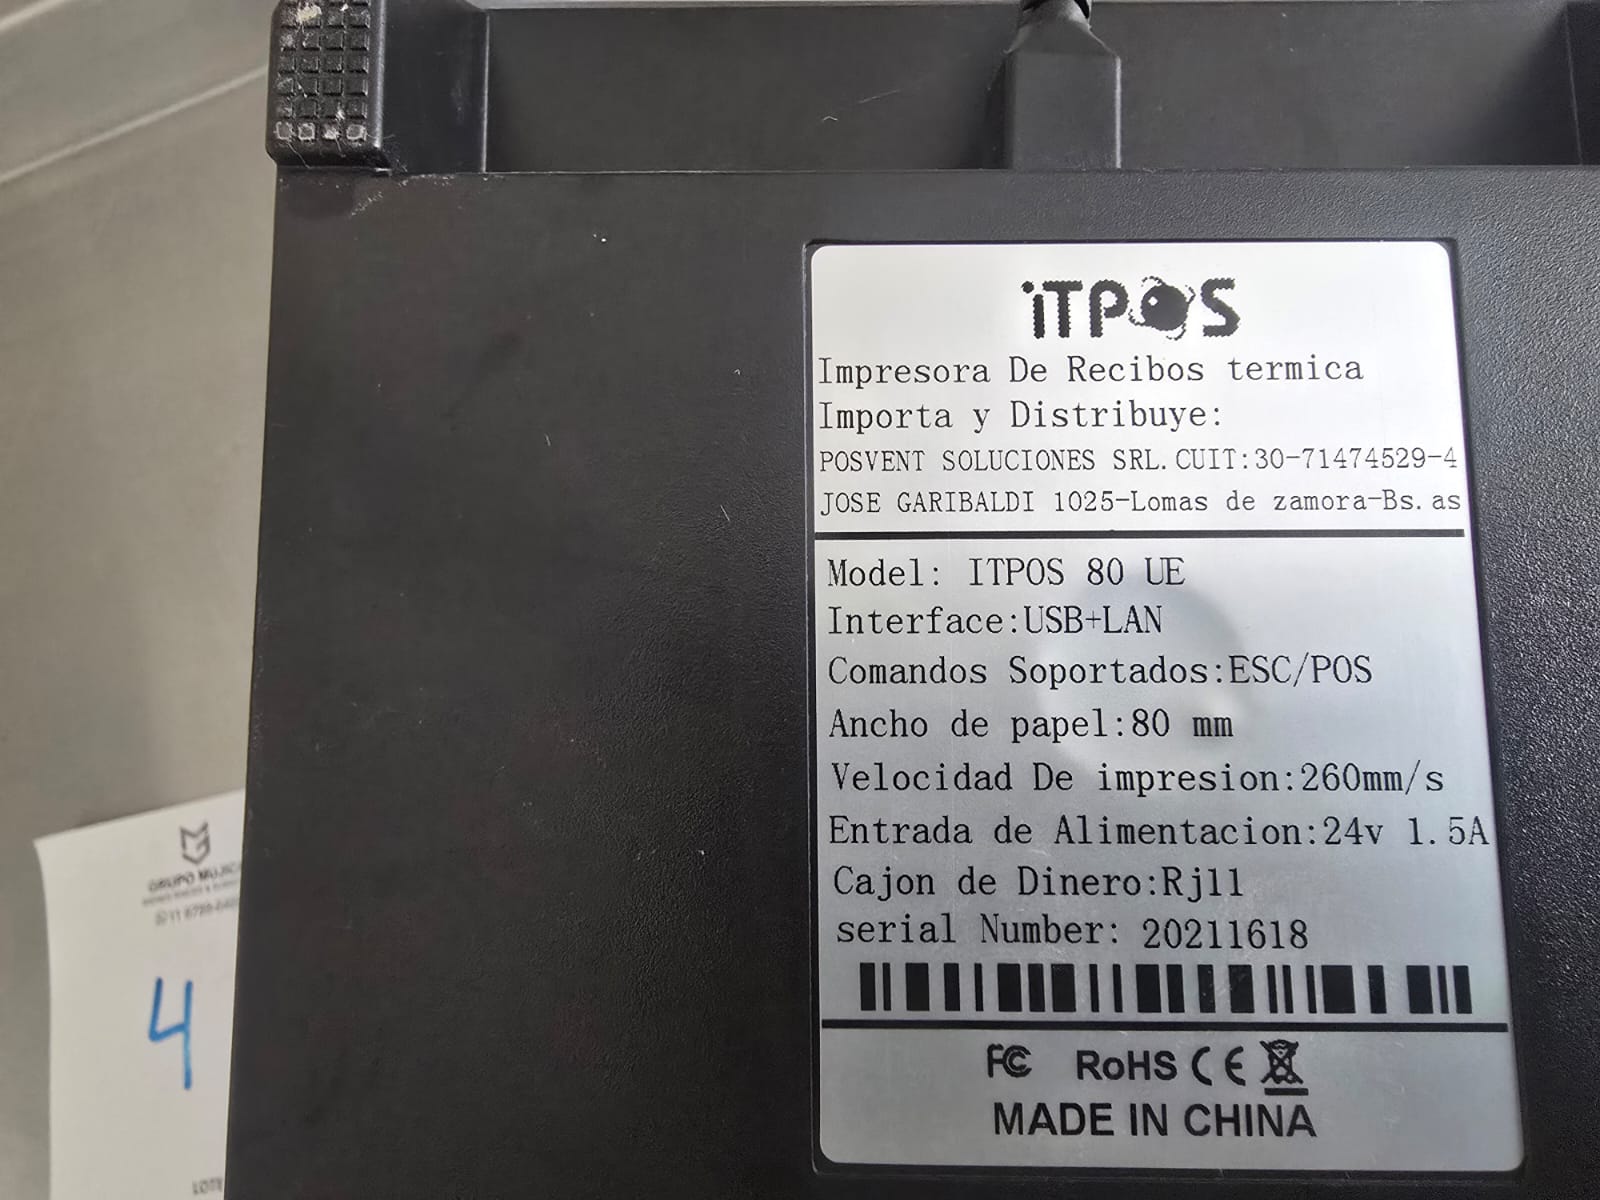 iTPOS
Impresora De Recibos termica
Importa y Distribuye:
POSVENT SOLUCIONES SRL. CUIT:30-71474529-4
JOSE GARIBALDI 1025-Lomas de zamora-Bs. as
Model: ITPOS 80 UE
Interface:USB+LAN
Comandos Soportados:ESC/POS
Ancho de papel:80 mm
Velocidad De impresion:260mm/s
Entrada de Alimentacion:24v 1.5A
Cajon de Dinero:Rj11
serial Number: 20211618
FC RoHS CE
MADE IN CHINA
GRUPO
4
LOTE